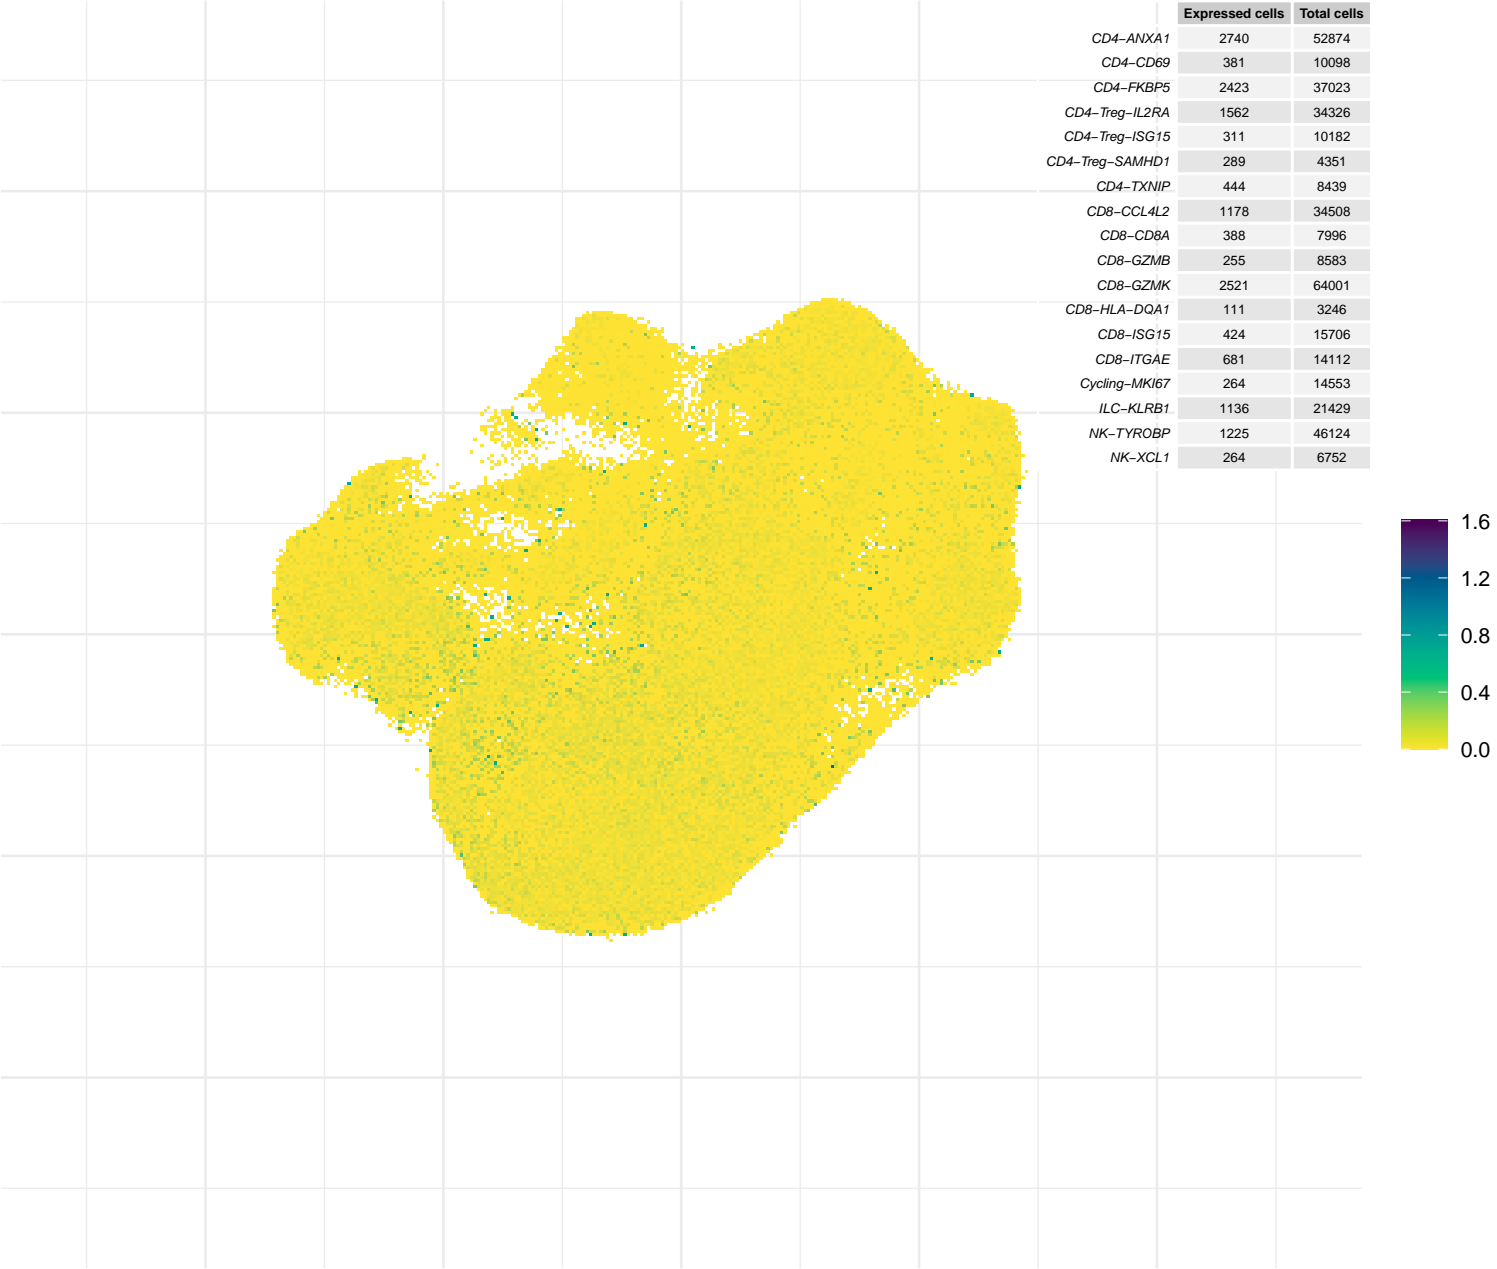 Expressed cells Total cells
CD4−ANXA1 2740 52874
CD4−CD69 381 10098
CD4−FKBP5 2423 37023
CD4−Treg−IL2RA 1562 34326
CD4−Treg−ISG15 311 10182
CD4−Treg−SAMHD1 289 4351
CD4−TXNIP 444 8439
CD8−CCL4L2 1178 34508
CD8−CD8A 388 7996
CD8−GZMB 255 8583
CD8−GZMK 2521 64001
CD8−HLA−DQA1 111 3246
CD8−ISG15 424 15706
CD8−ITGAE 681 14112
Cycling−MKI67 264 14553
ILC−KLRB1 1136 21429
NK−TYROBP 1225 46124
NK−XCL1 264 6752
1.6
1.2
0.8
0.4
0.0